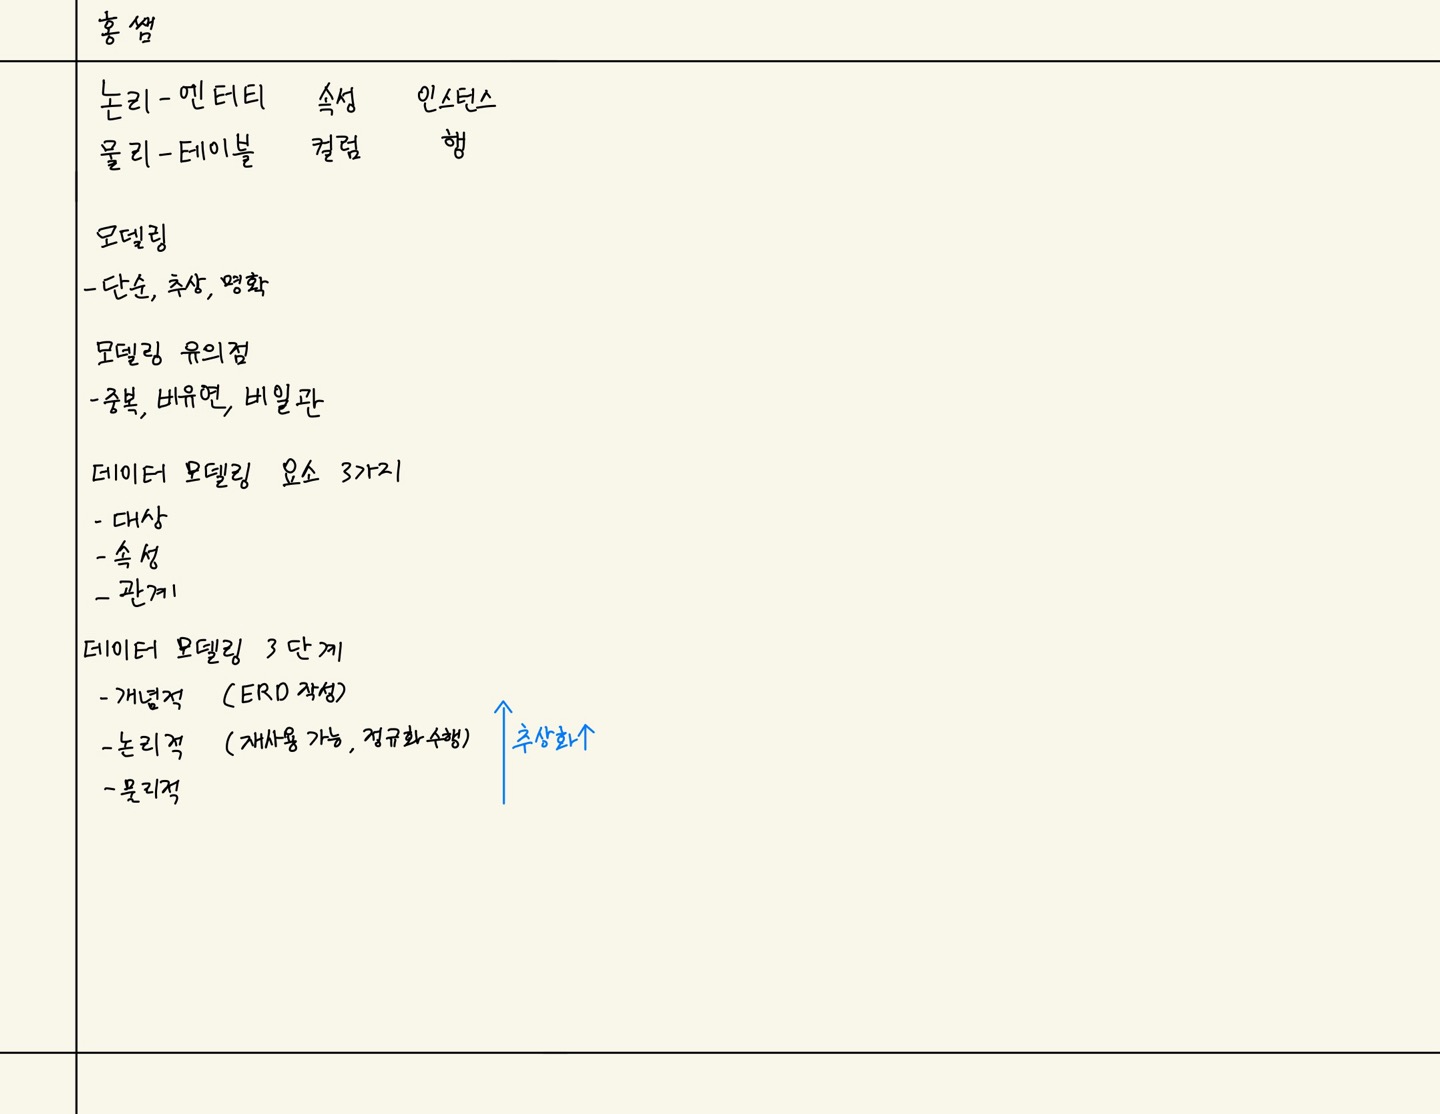 홍쌤
논리-엔터티 속성 인스턴스
물리-테이블 컬럼 행
모델링
-단순, 추상, 명확
모델링 유의점
-중복, 비유연, 비일관
데이터 모델링 요소 3가지
- 대상
- 속성
- 관계
데이터 모델링 3단계
- 개념적 (ERD 작성)
- 논리적 (재사용 가능, 정규화 수행)
추상화↑
- 물리적